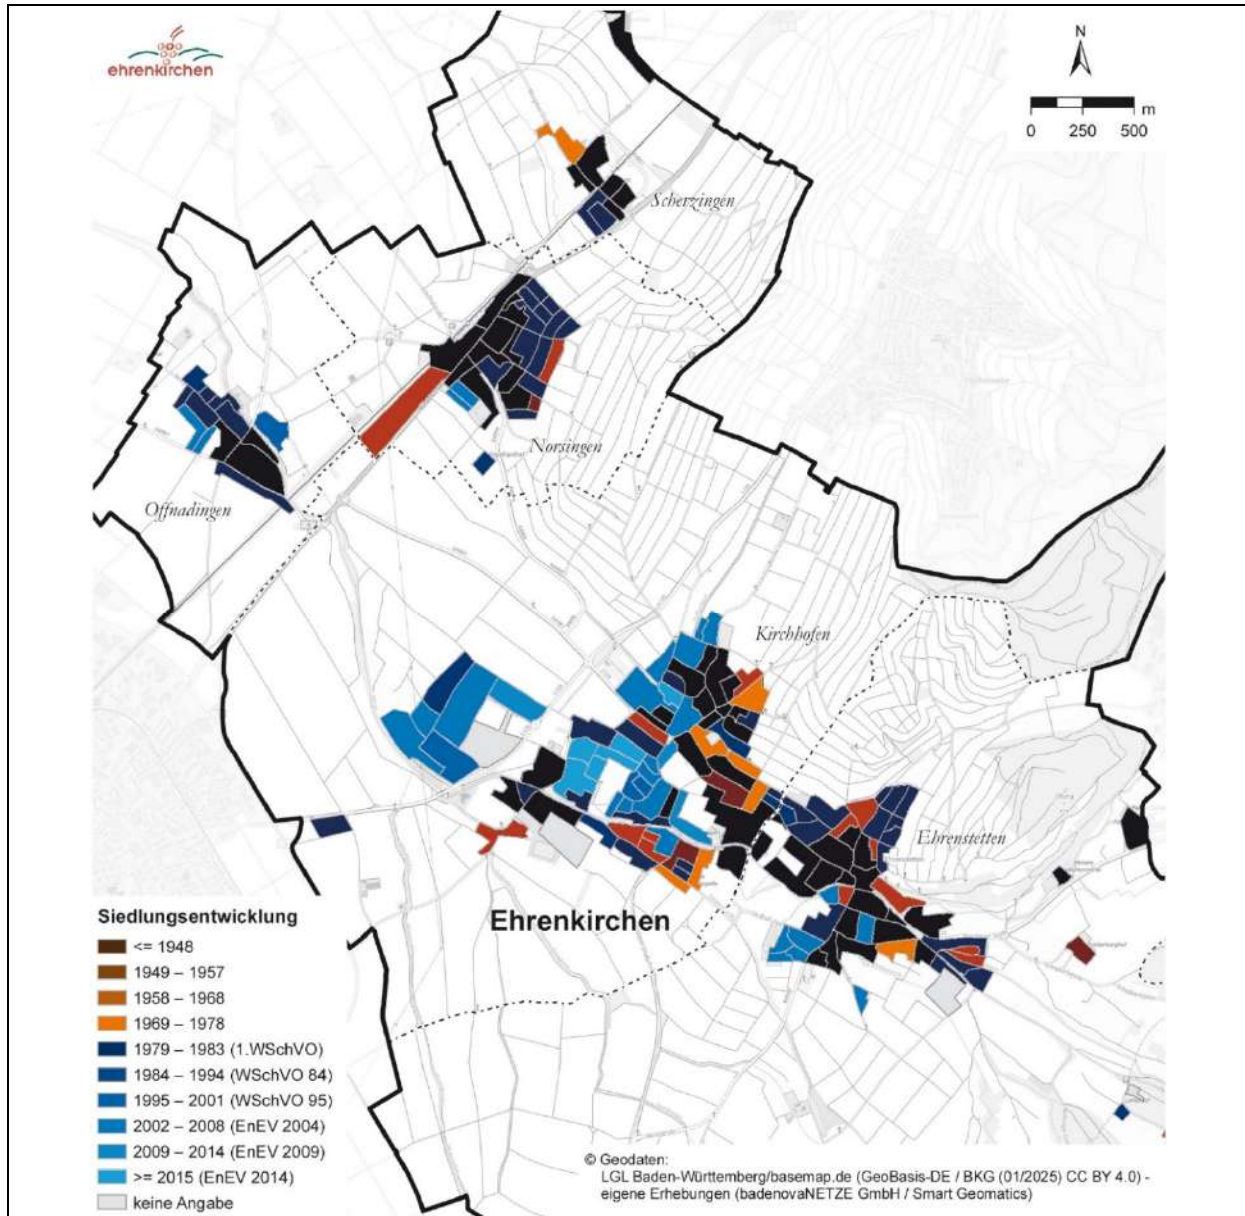 ehrenkirchen
N
m
0 250 500
Scherzingen
Norsingen
Offnadingen
Kirchhofen
Ehrenstetten
Ehrenkirchen
Siedlungsentwicklung
<= 1948
1949 – 1957
1958 – 1968
1969 – 1978
1979 – 1983 (1.WSchVO)
1984 – 1994 (WSchVO 84)
1995 – 2001 (WSchVO 95)
2002 – 2008 (EnEV 2004)
2009 – 2014 (EnEV 2009)
>= 2015 (EnEV 2014)
keine Angabe
© Geodaten:
LGL Baden-Württemberg/basemap.de (GeoBasis-DE / BKG (01/2025) CC BY 4.0) -
eigene Erhebungen (badenovaNETZE GmbH / Smart Geomatics)